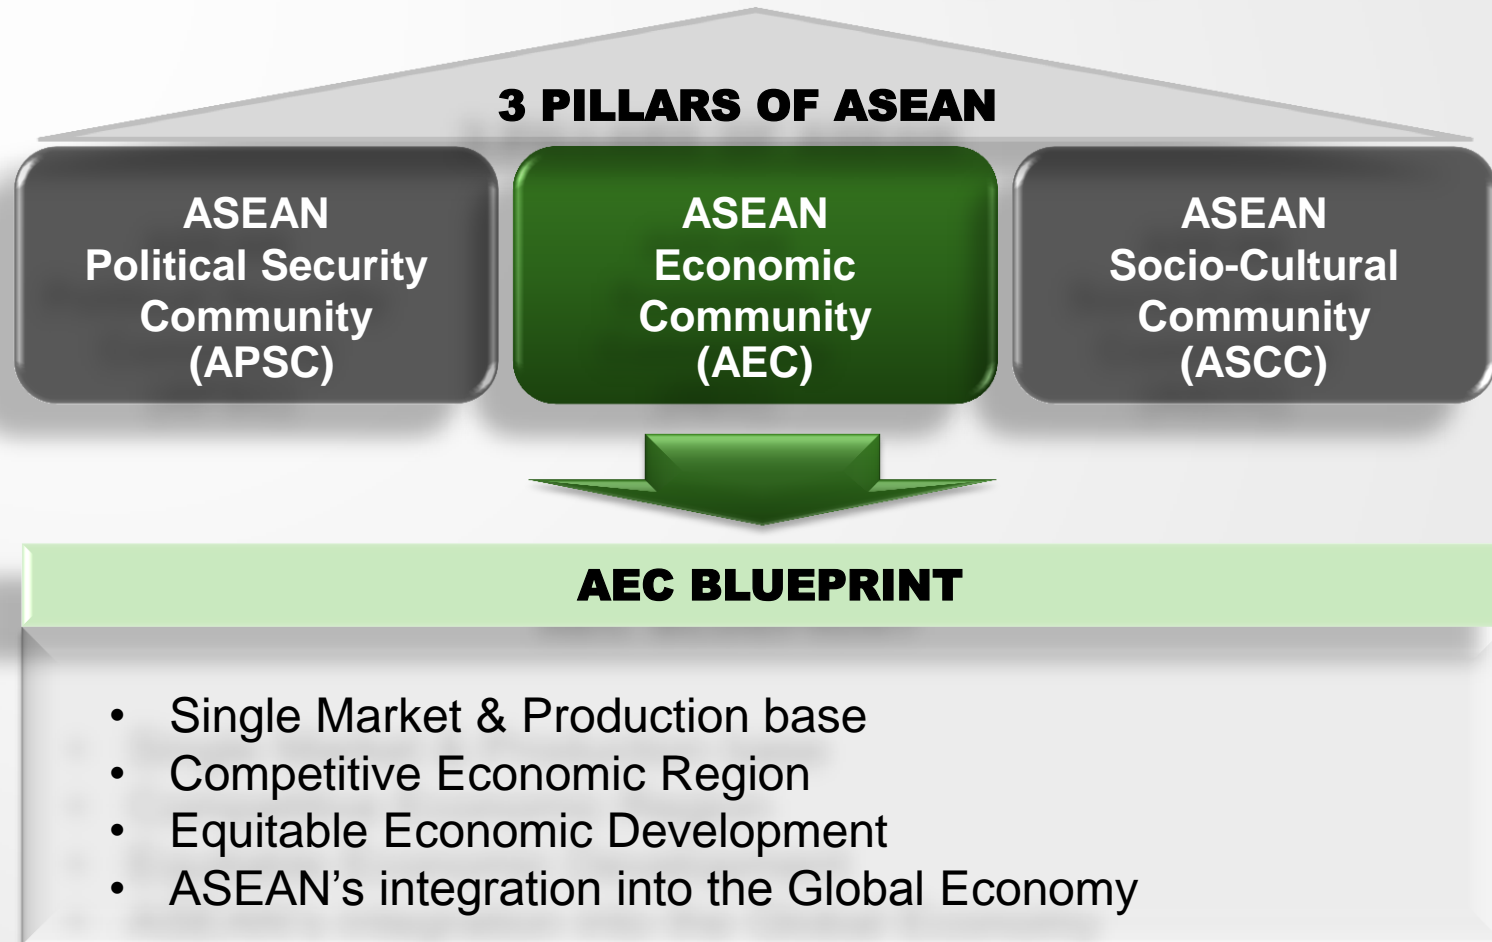 3 PILLARS OF ASEAN
ASEAN
Political Security
Community
(APSC)
ASEAN
Economic
Community
(AEC)
ASEAN
Socio-Cultural
Community
(ASCC)
AEC BLUEPRINT
• Single Market & Production base
• Competitive Economic Region
• Equitable Economic Development
• ASEAN’s integration into the Global Economy